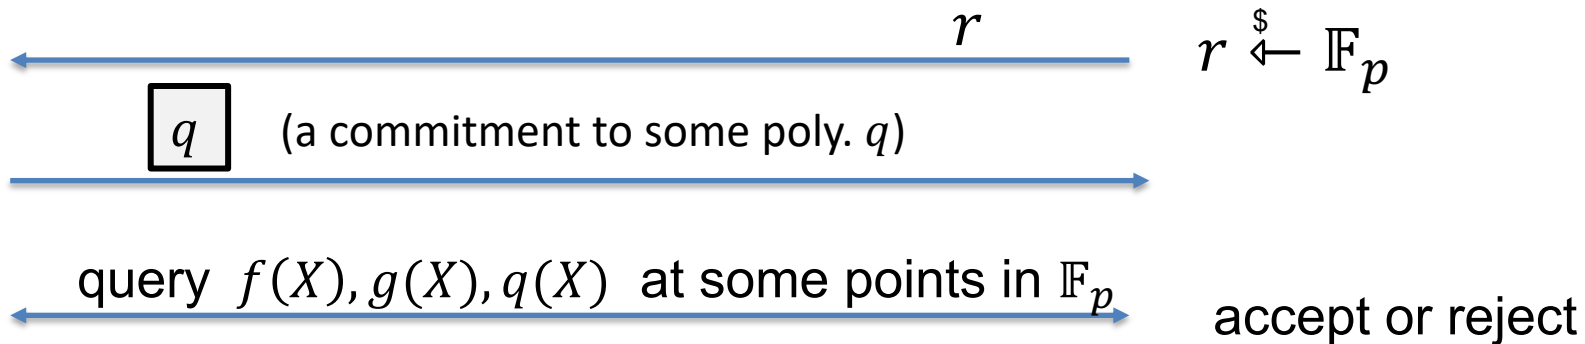 r
r $← 𝔽ₚ
q (a commitment to some poly. q)
query f(X), g(X), q(X) at some points in 𝔽ₚ
accept or reject